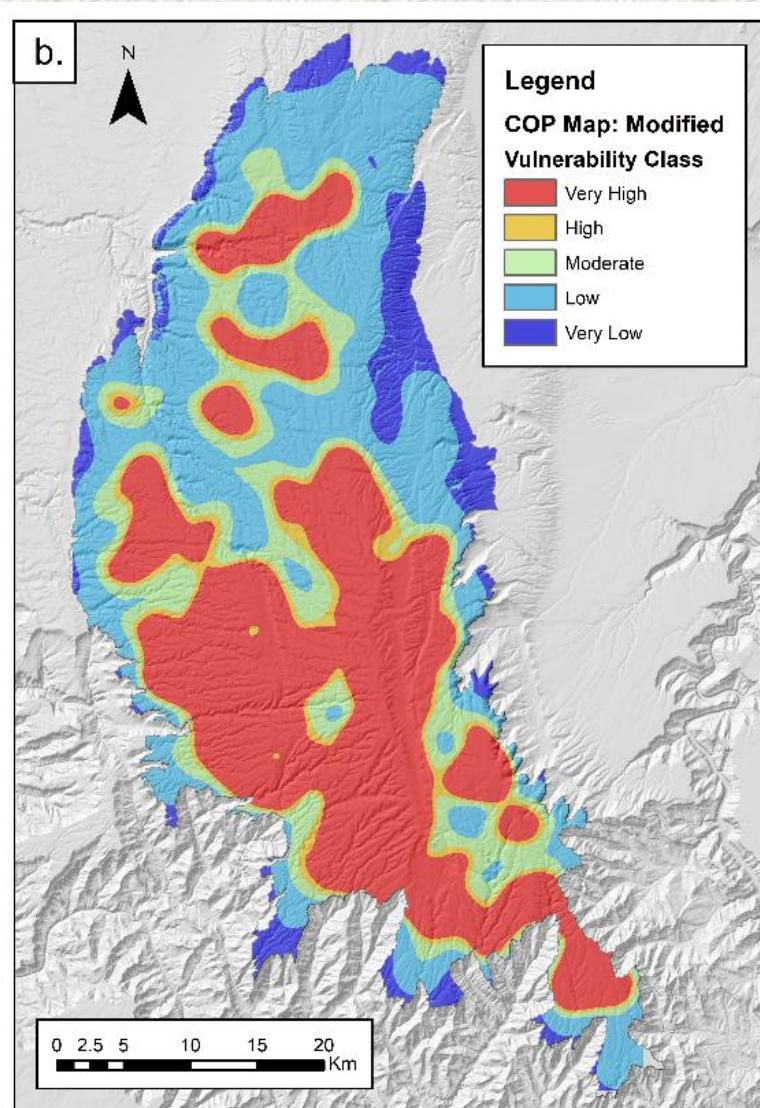 b.
N
Legend
COP Map: Modified
Vulnerability Class
Very High
High
Moderate
Low
Very Low
0 2.5 5 10 15 20
Km